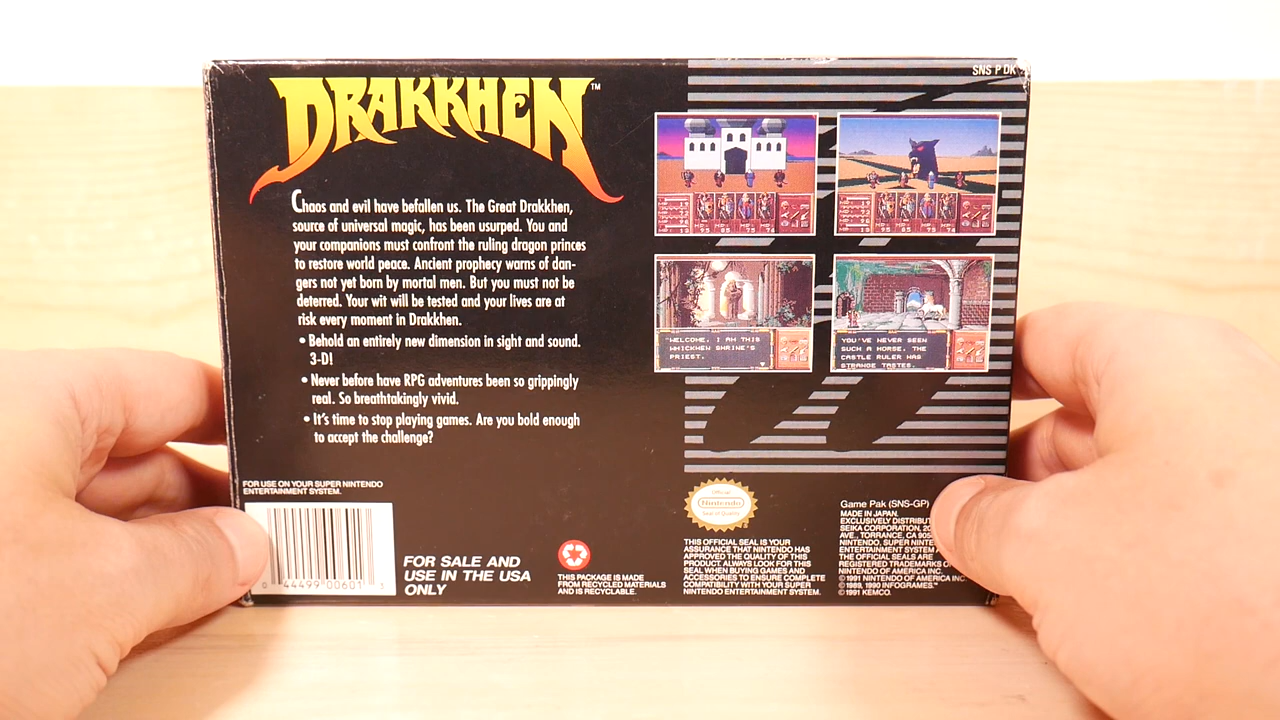 DRAKKHEN™
SNS P DK
Chaos and evil have befallen us. The Great Drakkhen,
source of universal magic, has been usurped. You and
your companions must confront the ruling dragon princes
to restore world peace. Ancient prophecy warns of dan-
gers not yet born by mortal men. But you must not be
deterred. Your wit will be tested and your lives are at
risk every moment in Drakkhen.
• Behold an entirely new dimension in sight and sound.
3-D!
• Never before have RPG adventures been so grippingly
real. So breathtakingly vivid.
• It's time to stop playing games. Are you bold enough
to accept the challenge?
"WELCOME, I AM THIS
WHICKHEN SHRINE'S
PRIEST.
YOU'VE NEVER SEEN
SUCH A HORSE. THE
CASTLE RULER HAS
STRANGE TASTES.
FOR USE ON YOUR SUPER NINTENDO
ENTERTAINMENT SYSTEM.
0 44499 00601 3
FOR SALE AND
USE IN THE USA
ONLY
THIS PACKAGE IS MADE
FROM RECYCLED MATERIALS
AND IS RECYCLABLE.
Official
Nintendo
Seal of Quality
THIS OFFICIAL SEAL IS YOUR
ASSURANCE THAT NINTENDO HAS
APPROVED THE QUALITY OF THIS
PRODUCT. ALWAYS LOOK FOR THIS
SEAL WHEN BUYING GAMES AND
ACCESSORIES TO ENSURE COMPLETE
COMPATIBILITY WITH YOUR SUPER
NINTENDO ENTERTAINMENT SYSTEM.
Game Pak (SNS-GP)
MADE IN JAPAN.
EXCLUSIVELY DISTRIBUT
SEIKA CORPORATION, 20
AVE., TORRANCE, CA 905
NINTENDO, SUPER NINTE
ENTERTAINMENT SYSTEM A
THE OFFICIAL SEALS ARE
REGISTERED TRADEMARKS O
NINTENDO OF AMERICA INC.
©1991 NINTENDO OF AMERICA INC.
©1989, 1990 INFOGRAMES.™
©1991 KEMCO.